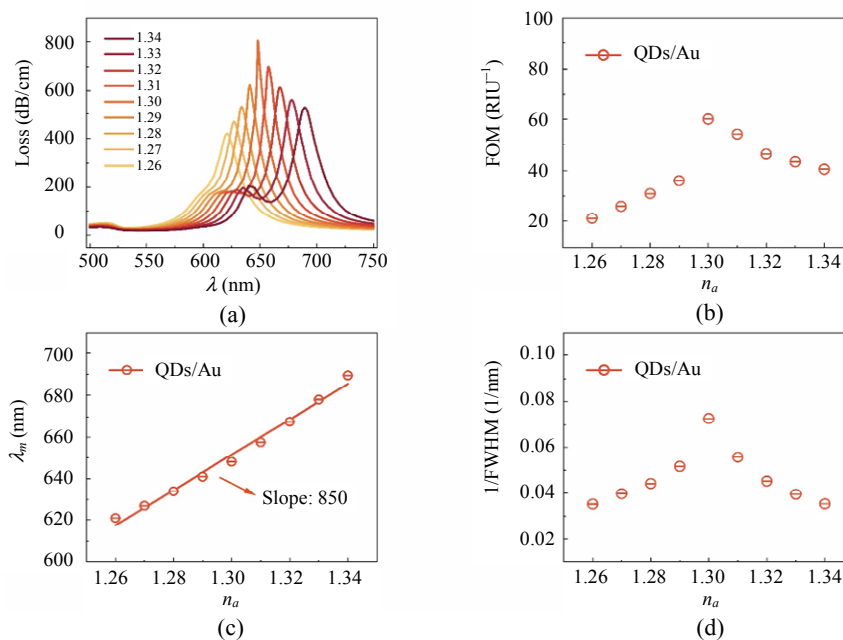 800
600
400
200
0
Loss (dB/cm)
1.34
1.33
1.32
1.31
1.30
1.29
1.28
1.27
1.26
500 550 600 650 700 750
λ (nm)
(a)
100
80
60
40
20
FOM (RIU⁻¹)
QDs/Au
1.26 1.28 1.30 1.32 1.34
nₐ
(b)
700
680
660
640
620
600
λₘ (nm)
QDs/Au
Slope: 850
1.26 1.28 1.30 1.32 1.34
nₐ
(c)
0.10
0.08
0.06
0.04
0.02
1/FWHM (1/nm)
QDs/Au
1.26 1.28 1.30 1.32 1.34
nₐ
(d)